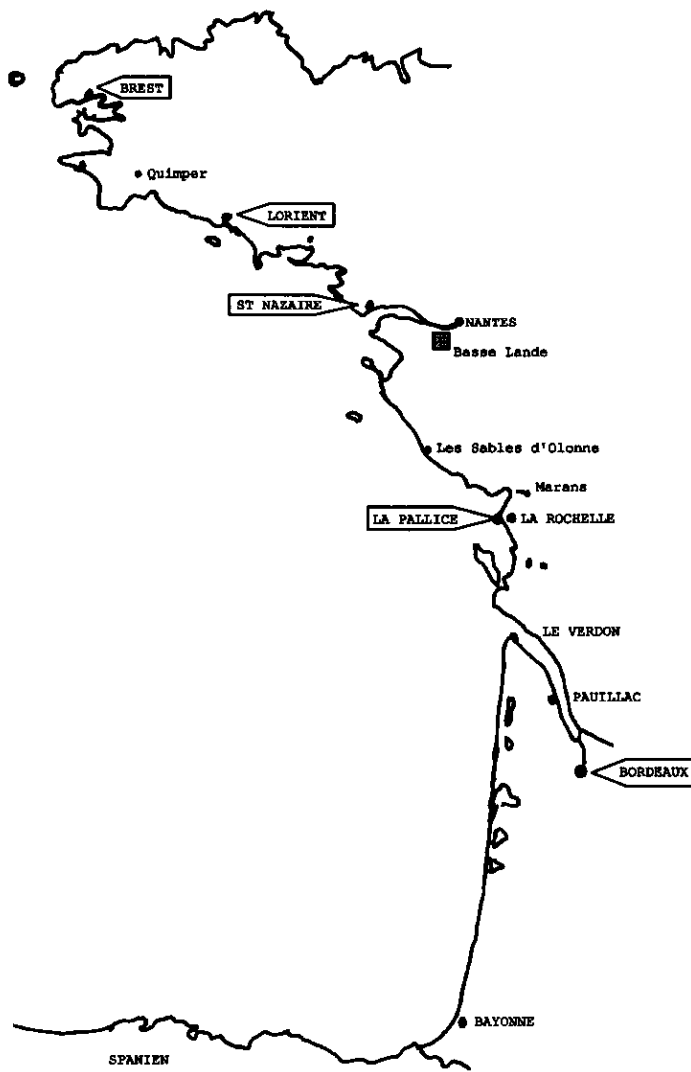 BREST
Quimper
LORIENT
ST NAZAIRE
NANTES
Basse Lande
Les Sables d'Olonne
Marans
LA PALLICE
LA ROCHELLE
LE VERDON
PAUILLAC
BORDEAUX
BAYONNE
SPANIEN